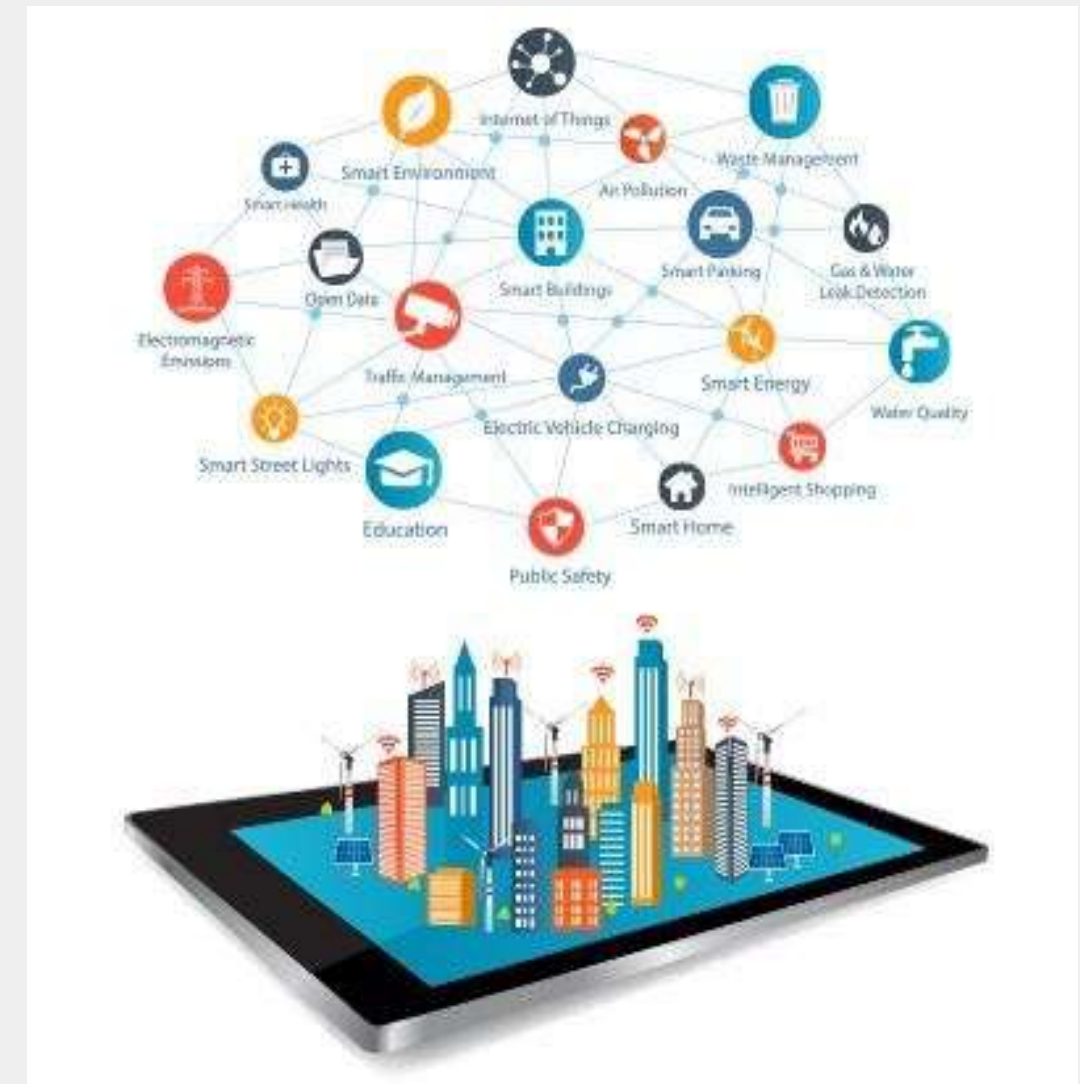 Internet of Things
Waste Management
Smart Environment
Air Pollution
Smart Health
Smart Parking
Gas & Water
Leak Detection
Smart Buildings
Open Data
Electromagnetic
Emissions
Traffic Management
Smart Energy
Water Quality
Electric Vehicle Charging
Smart Street Lights
Intelligent Shopping
Education
Smart Home
Public Safety